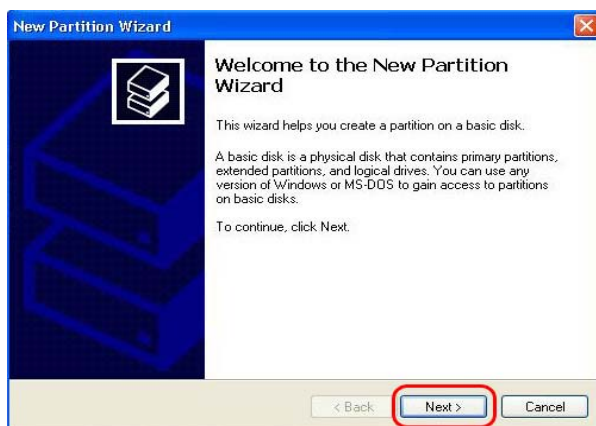 New Partition Wizard
Welcome to the New Partition
Wizard
This wizard helps you create a partition on a basic disk.
A basic disk is a physical disk that contains primary partitions,
extended partitions, and logical drives. You can use any
version of Windows or MS-DOS to gain access to partitions
on basic disks.
To continue, click Next.
< Back Next > Cancel